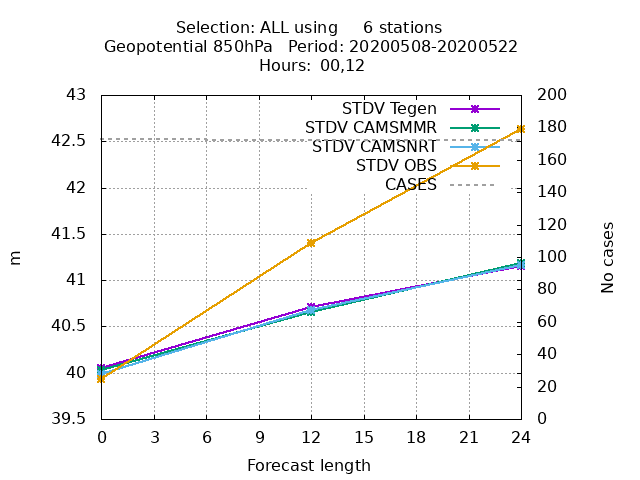 Selection: ALL using     6 stations
Geopotential 850hPa   Period: 20200508-20200522
Hours: 00,12
STDV Tegen
STDV CAMSMMR
STDV CAMSNRT
STDV OBS
CASES
43
42.5
42
41.5
41
40.5
40
39.5
m
200
180
160
140
120
100
80
60
40
20
0
No cases
0 3 6 9 12 15 18 21 24
Forecast length